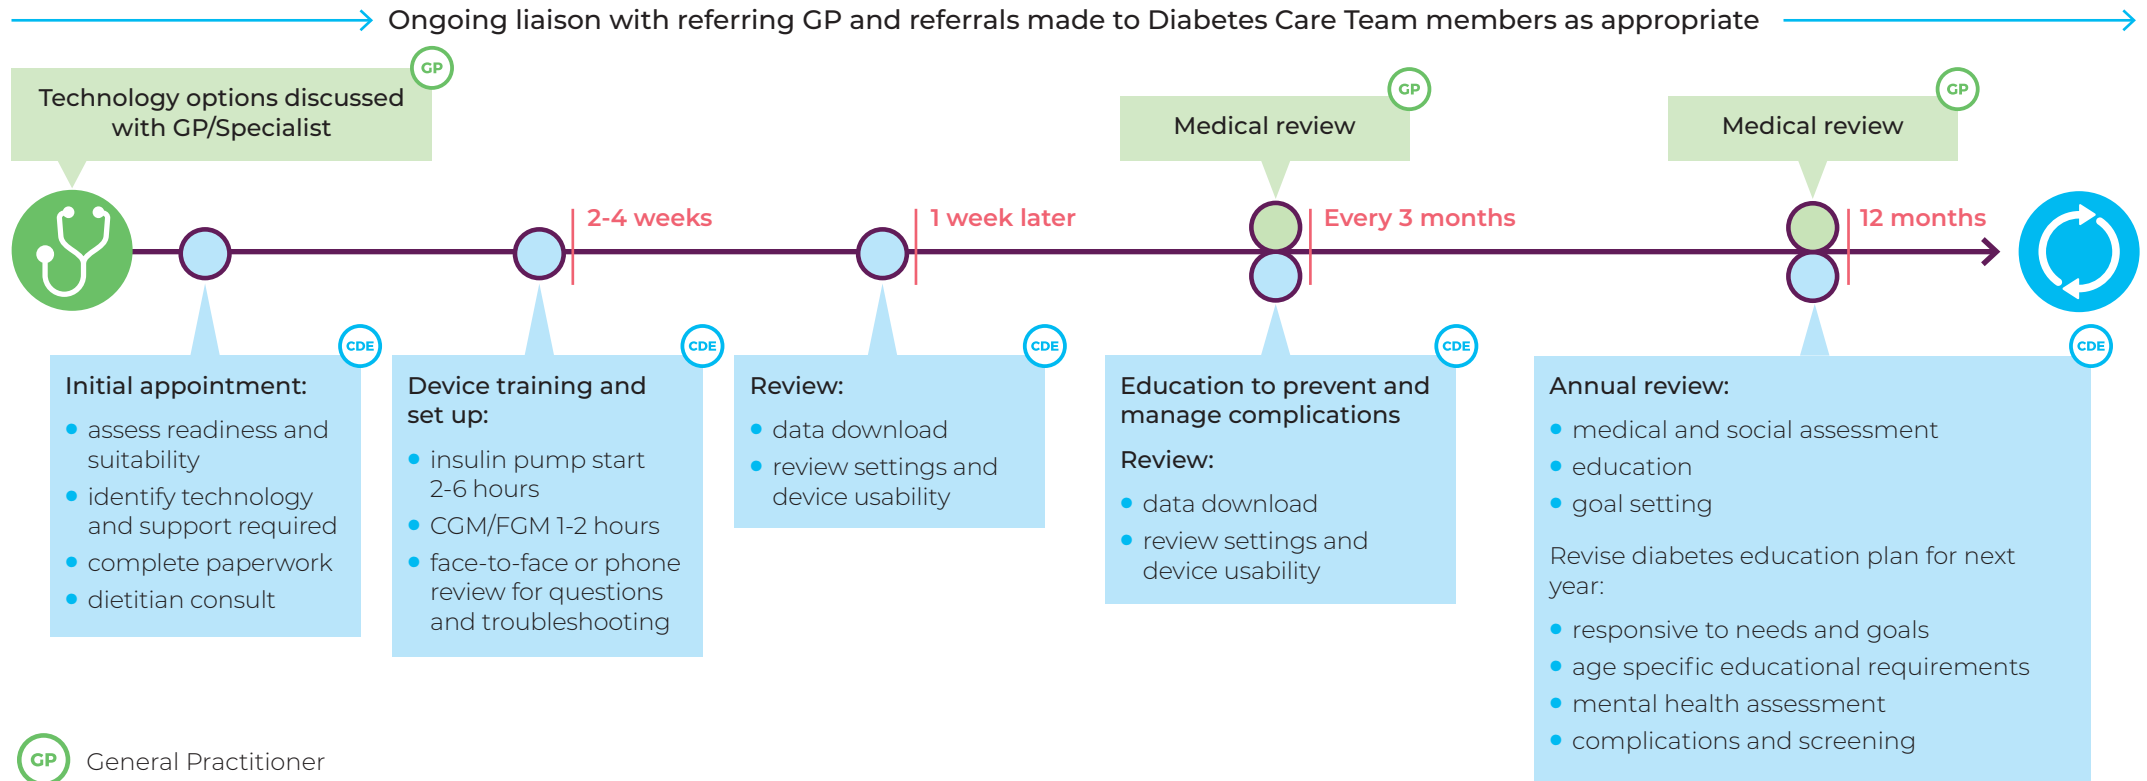 Ongoing liaison with referring GP and referrals made to Diabetes Care Team members as appropriate
GP
Technology options discussed
with GP/Specialist
GP
Medical review
GP
Medical review
2-4 weeks
1 week later
Every 3 months
12 months
CDE
Initial appointment:
assess readiness and
suitability
identify technology
and support required
complete paperwork
dietitian consult
CDE
Device training and
set up:
insulin pump start
2-6 hours
CGM/FGM 1-2 hours
face-to-face or phone
review for questions
and troubleshooting
CDE
Review:
data download
review settings and
device usability
CDE
Education to prevent and
manage complications
Review:
data download
review settings and
device usability
CDE
Annual review:
medical and social assessment
education
goal setting
Revise diabetes education plan for next
year:
responsive to needs and goals
age specific educational requirements
mental health assessment
complications and screening
GP General Practitioner